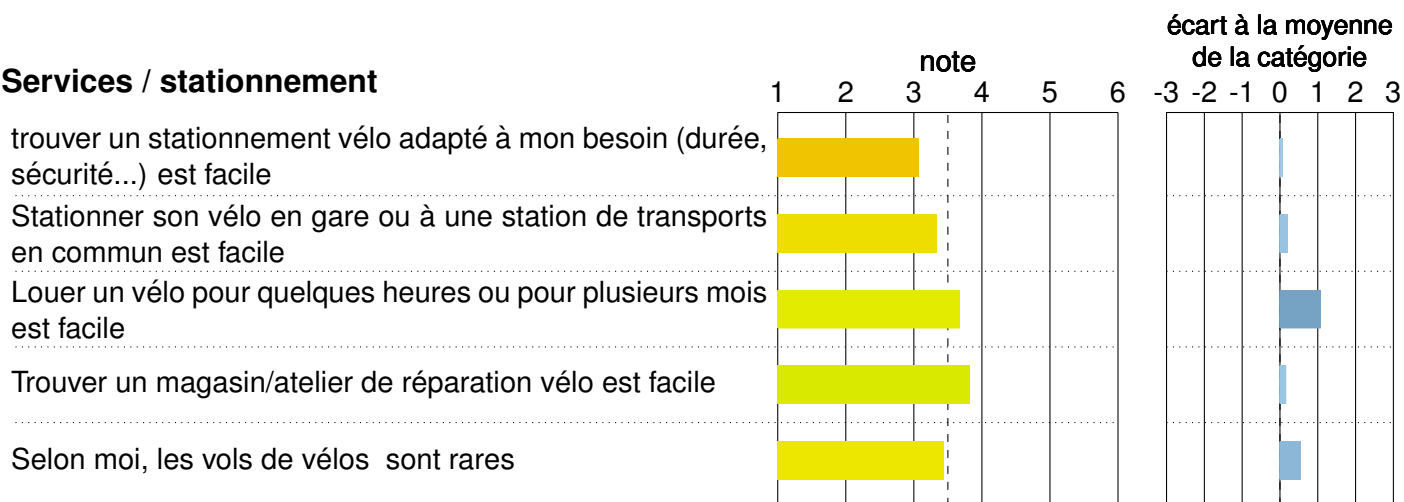 écart à la moyenne
de la catégorie
note
Services / stationnement
1 2 3 4 5 6 -3 -2 -1 0 1 2 3
trouver un stationnement vélo adapté à mon besoin (durée,
sécurité...) est facile
Stationner son vélo en gare ou à une station de transports
en commun est facile
Louer un vélo pour quelques heures ou pour plusieurs mois
est facile
Trouver un magasin/atelier de réparation vélo est facile
Selon moi, les vols de vélos sont rares